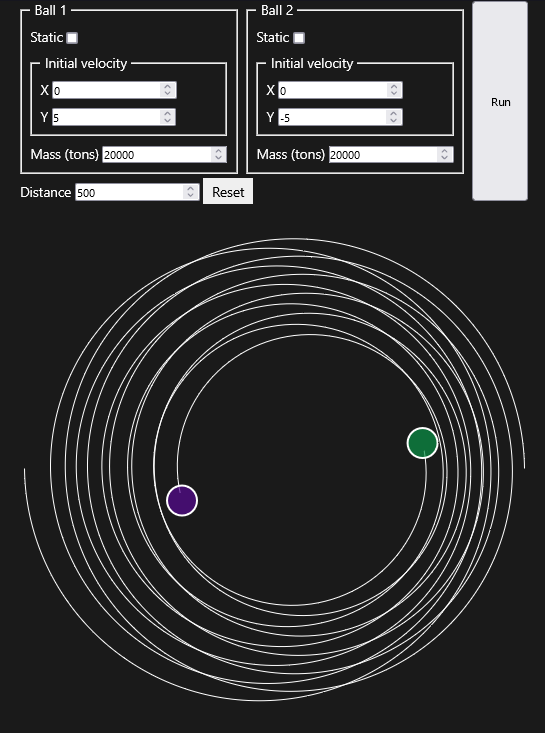 Ball 1
Static
Initial velocity
X 0
Y 5
Mass (tons) 20000
Ball 2
Static
Initial velocity
X 0
Y -5
Mass (tons) 20000
Run
Distance 500 Reset